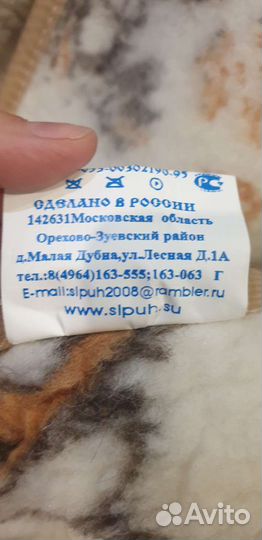 СДЕЛАНО В РОССИИ
142631Московская область
Орехово-Зуевский район
д.Малая Дубна,ул.Лесная Д.1А
тел.:8(4964)163-555;163-063 Г
E-mail:slpuh2008@rambler.ru
www.slpuh.su
Avito